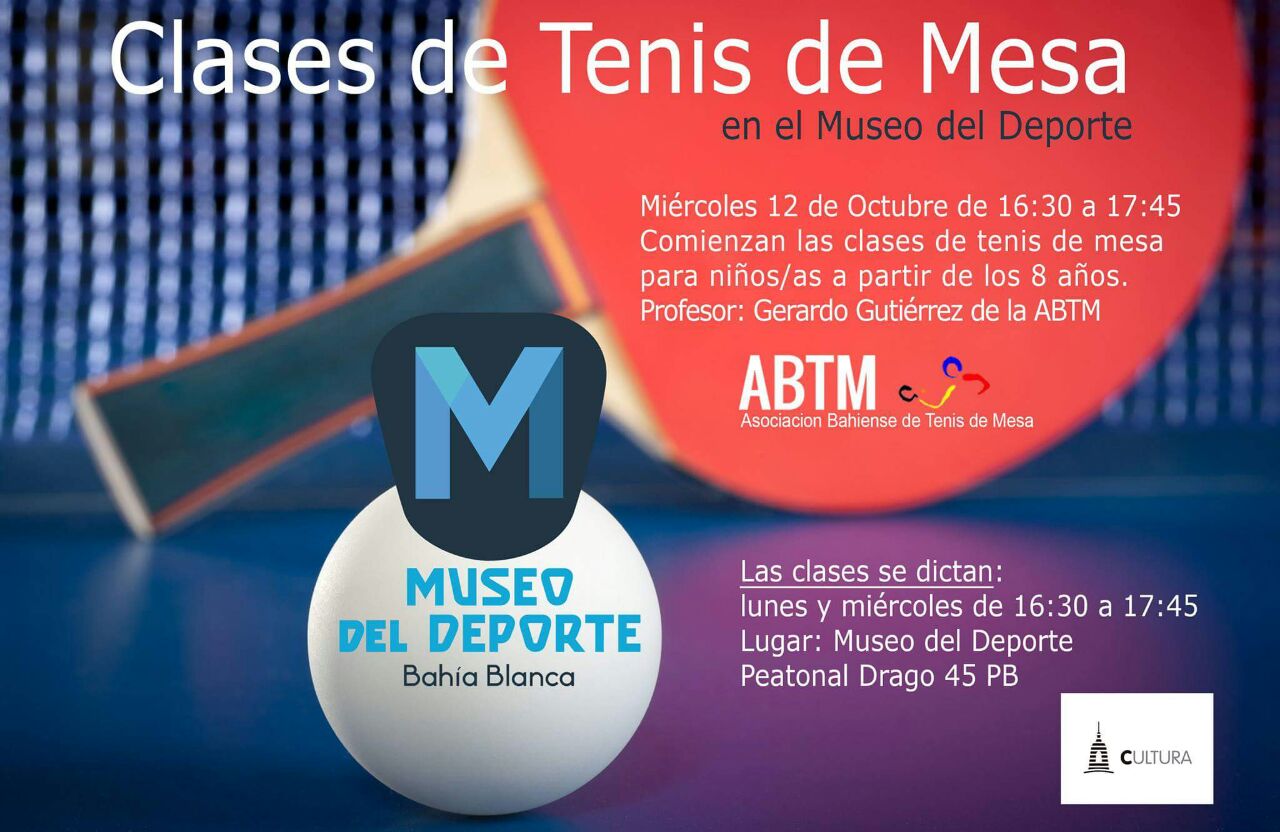 Clases de Tenis de Mesa
en el Museo del Deporte
Miércoles 12 de Octubre de 16:30 a 17:45
Comienzan las clases de tenis de mesa
para niños/as a partir de los 8 años.
Profesor: Gerardo Gutiérrez de la ABTM
ABTM
Asociacion Bahiense de Tenis de Mesa
M
MUSEO
DEL DEPORTE
Bahía Blanca
Las clases se dictan:
lunes y miércoles de 16:30 a 17:45
Lugar: Museo del Deporte
Peatonal Drago 45 PB
CULTURA